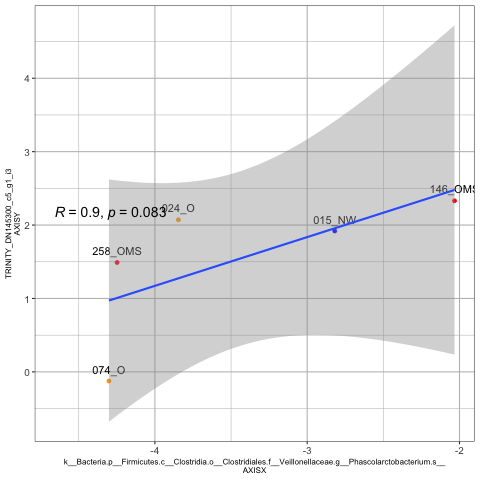 4
3
2
1
0
TRINITY_DN145300_c5_g1_i3
AXISY
146_OMS
024_O
R = 0.9, p = 0.083
015_NW
258_OMS
074_O
-4
-3
-2
k__Bacteria.p__Firmicutes.c__Clostridia.o__Clostridiales.f__Veillonellaceae.g__Phascolarctobacterium.s__
AXISX